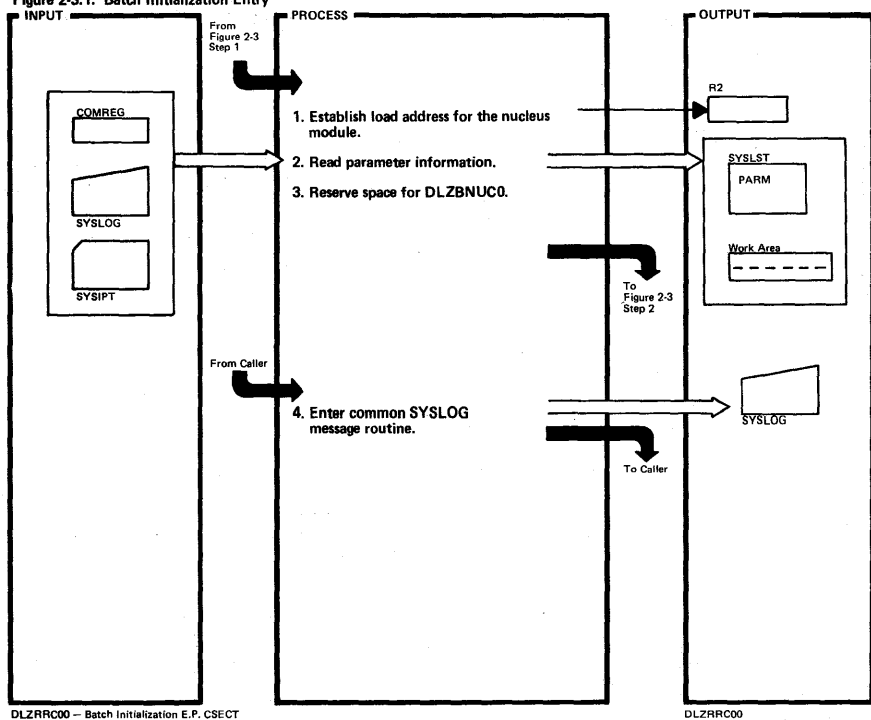 Figure 2-3.1. Batch Initialization Entry
INPUT
PROCESS
OUTPUT
From
Figure 2-3
Step 1
COMREG
SYSLOG
SYSIPT
1. Establish load address for the nucleus
module.
2. Read parameter information.
3. Reserve space for DLZBNUC0.
R2
SYSLST
PARM
Work Area
To
Figure 2-3
Step 2
From Caller
4. Enter common SYSLOG
message routine.
SYSLOG
To Caller
DLZRRC00 — Batch Initialization E.P. CSECT
DLZRRC00